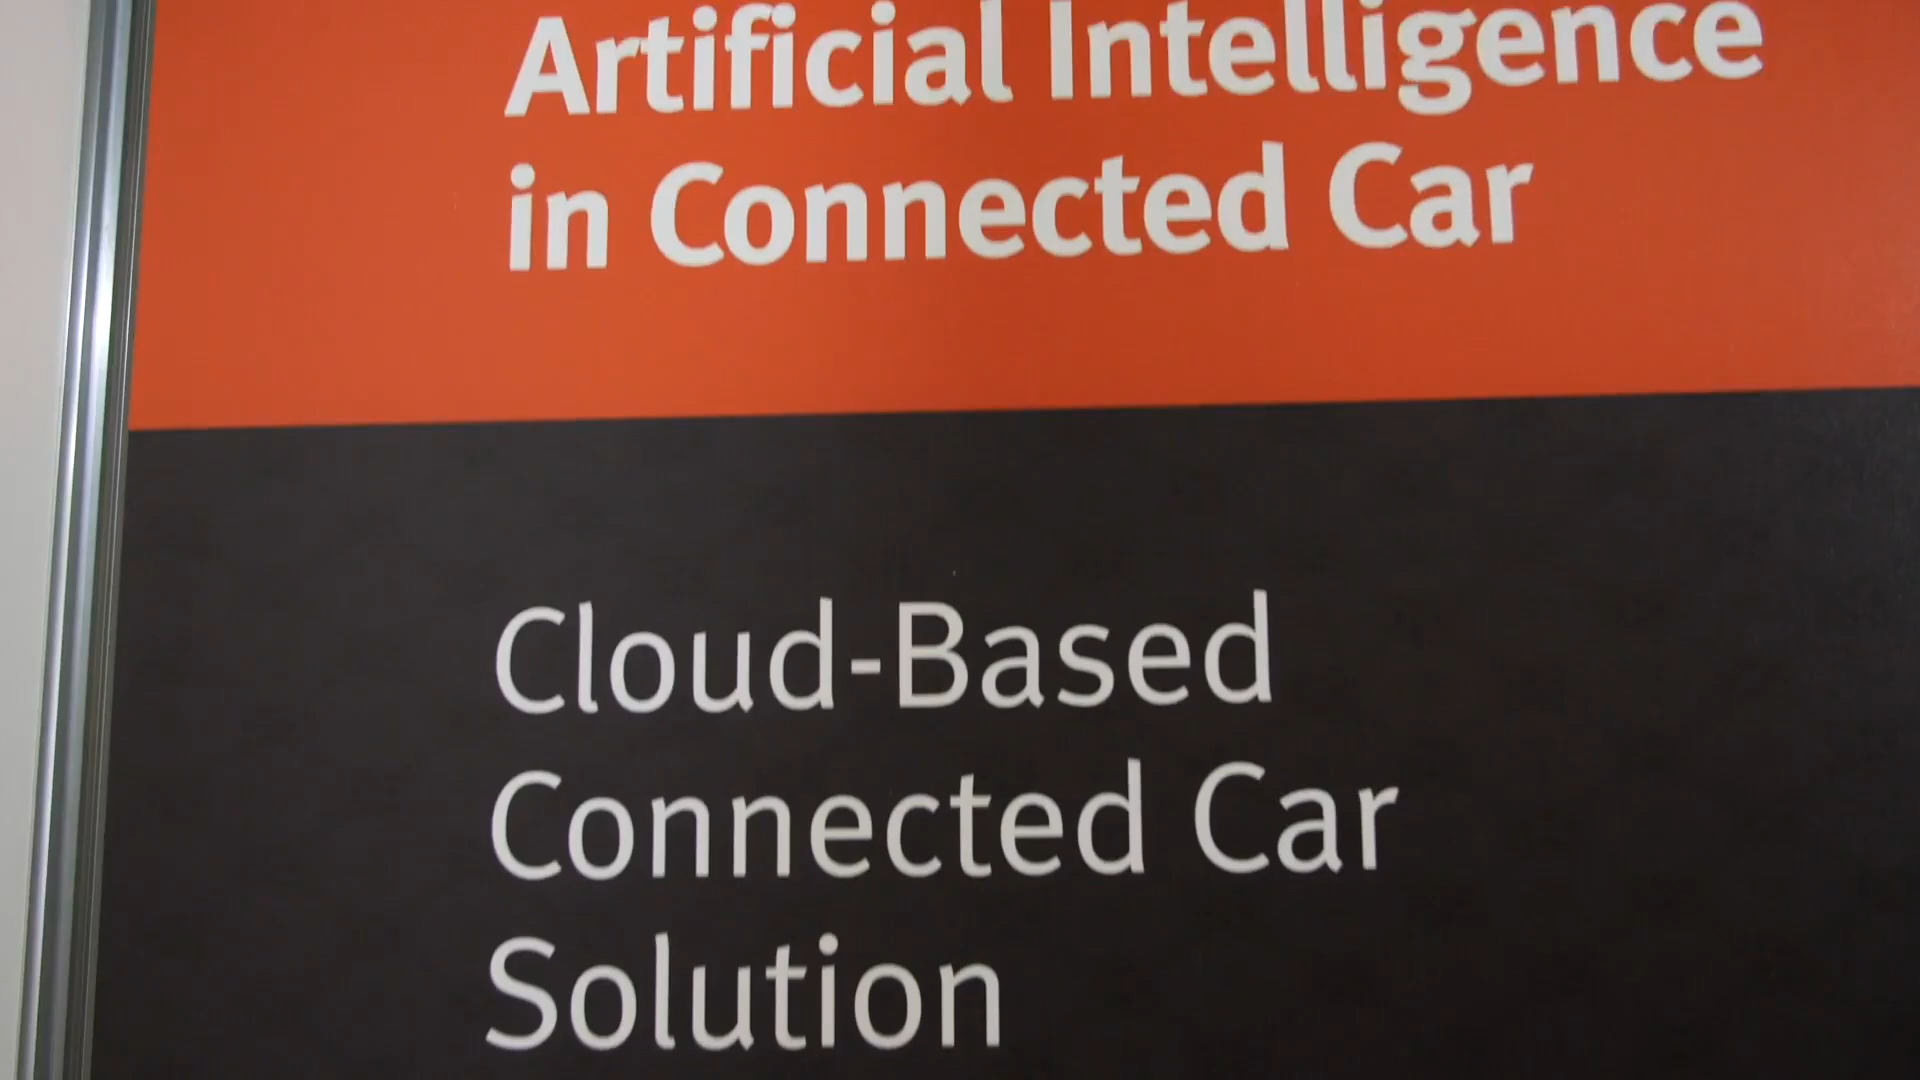 Artificial Intelligence
in Connected Car
Cloud-Based
Connected Car
Solution